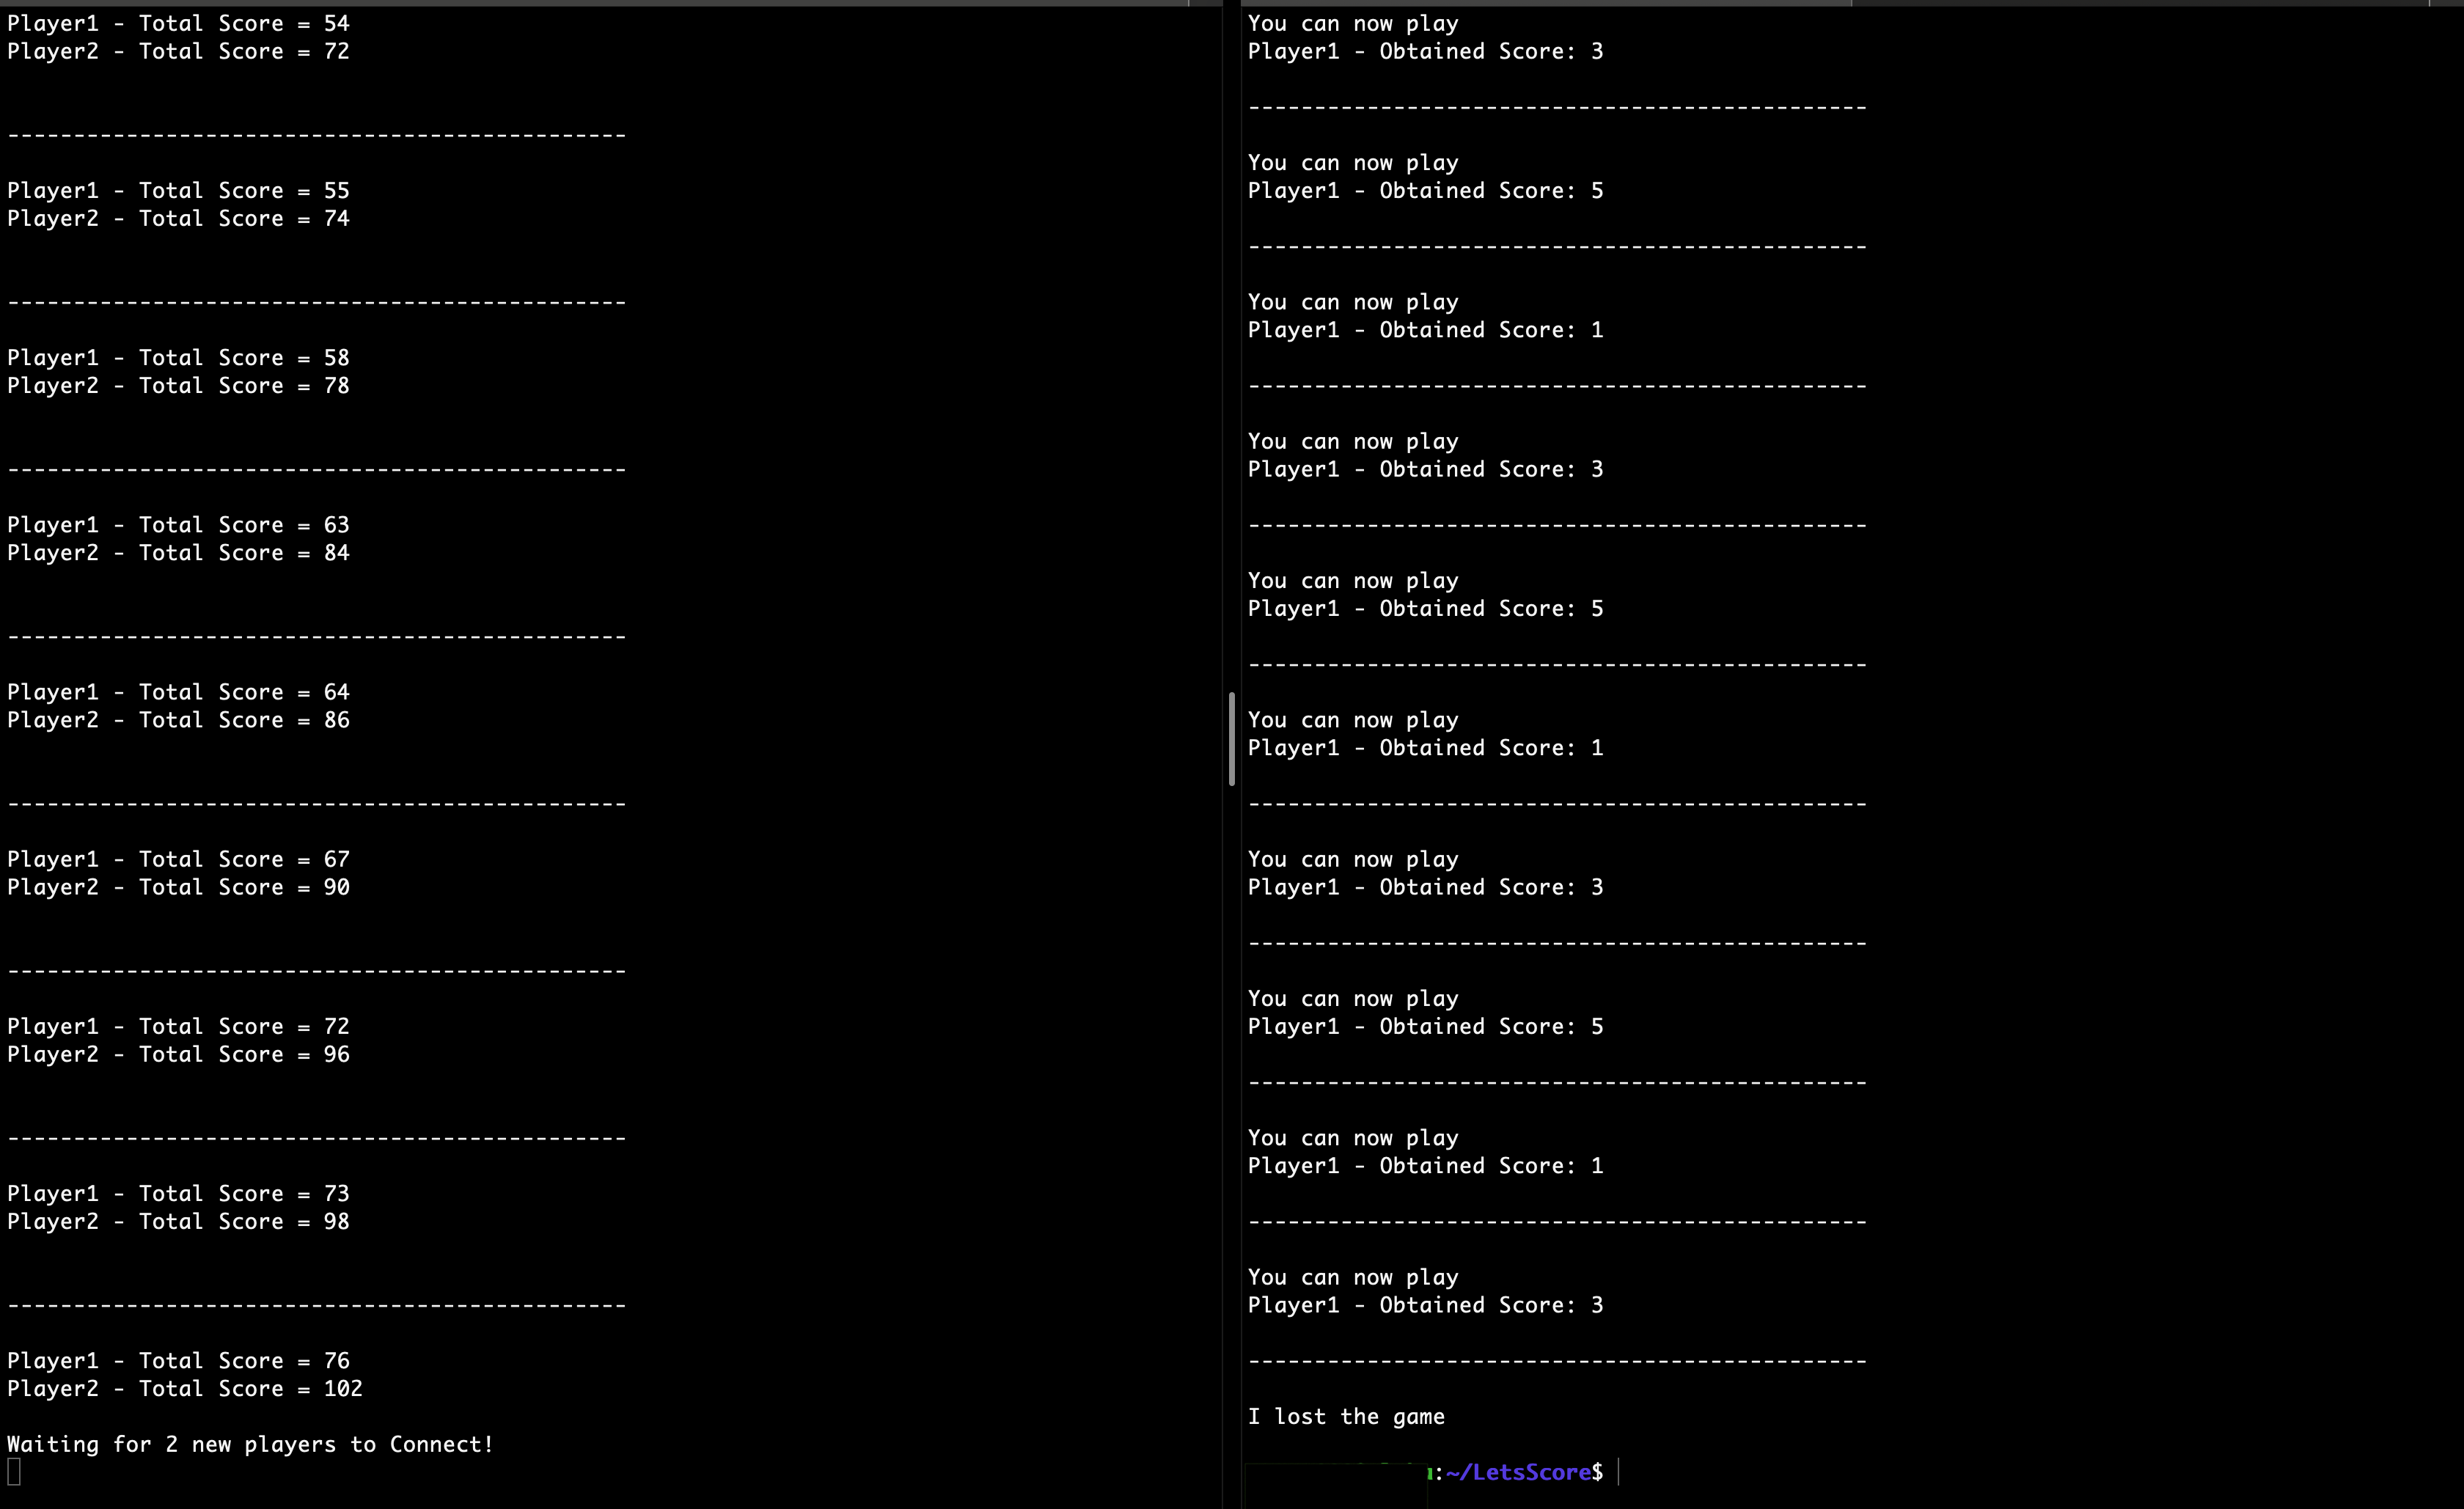 Player1 - Total Score = 54
Player2 - Total Score = 72
-----------------------------------------------
Player1 - Total Score = 55
Player2 - Total Score = 74
-----------------------------------------------
Player1 - Total Score = 58
Player2 - Total Score = 78
-----------------------------------------------
Player1 - Total Score = 63
Player2 - Total Score = 84
-----------------------------------------------
Player1 - Total Score = 64
Player2 - Total Score = 86
-----------------------------------------------
Player1 - Total Score = 67
Player2 - Total Score = 90
-----------------------------------------------
Player1 - Total Score = 72
Player2 - Total Score = 96
-----------------------------------------------
Player1 - Total Score = 73
Player2 - Total Score = 98
-----------------------------------------------
Player1 - Total Score = 76
Player2 - Total Score = 102
Waiting for 2 new players to Connect!
You can now play
Player1 - Obtained Score: 3
-----------------------------------------------
You can now play
Player1 - Obtained Score: 5
-----------------------------------------------
You can now play
Player1 - Obtained Score: 1
-----------------------------------------------
You can now play
Player1 - Obtained Score: 3
-----------------------------------------------
You can now play
Player1 - Obtained Score: 5
-----------------------------------------------
You can now play
Player1 - Obtained Score: 1
-----------------------------------------------
You can now play
Player1 - Obtained Score: 3
-----------------------------------------------
You can now play
Player1 - Obtained Score: 5
-----------------------------------------------
You can now play
Player1 - Obtained Score: 1
-----------------------------------------------
You can now play
Player1 - Obtained Score: 3
-----------------------------------------------
I lost the game
:~/LetsScore$